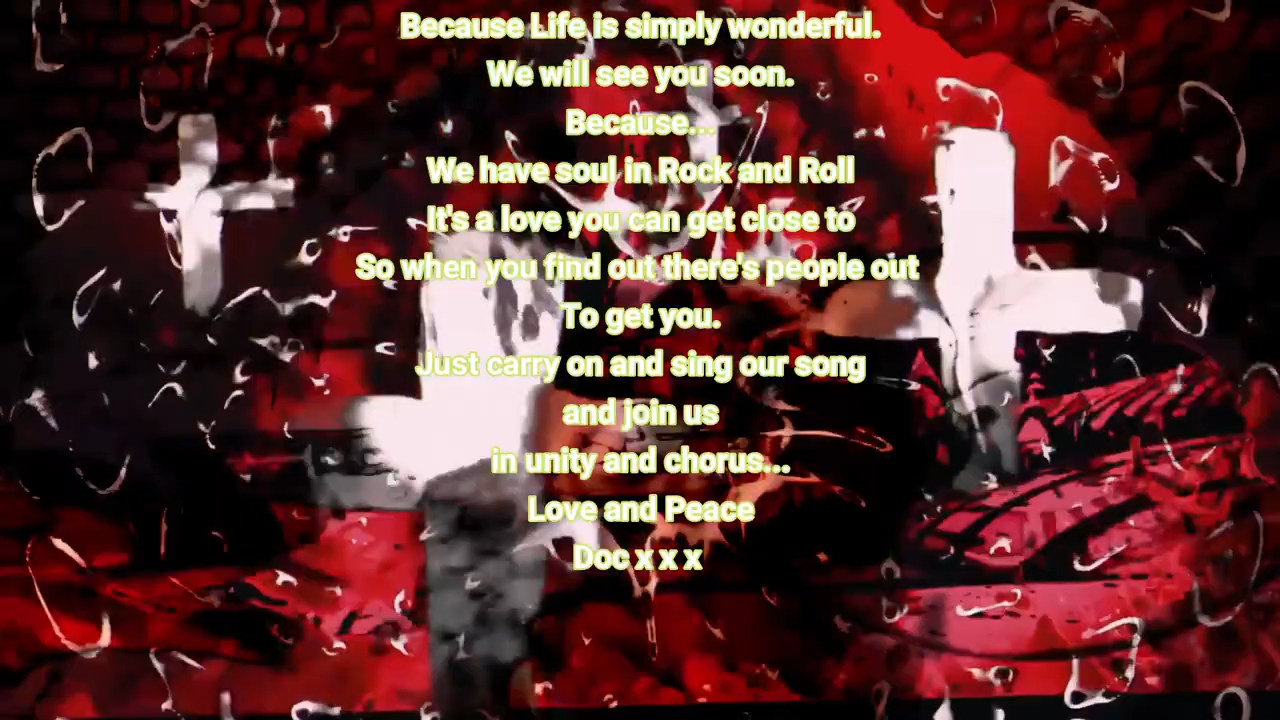 Because Life is simply wonderful.
We will see you soon.
Because...
We have soul in Rock and Roll
It's a love you can get close to
So when you find out there's people out
To get you.
Just carry on and sing our song
and join us
in unity and chorus...
Love and Peace
Doc x x x